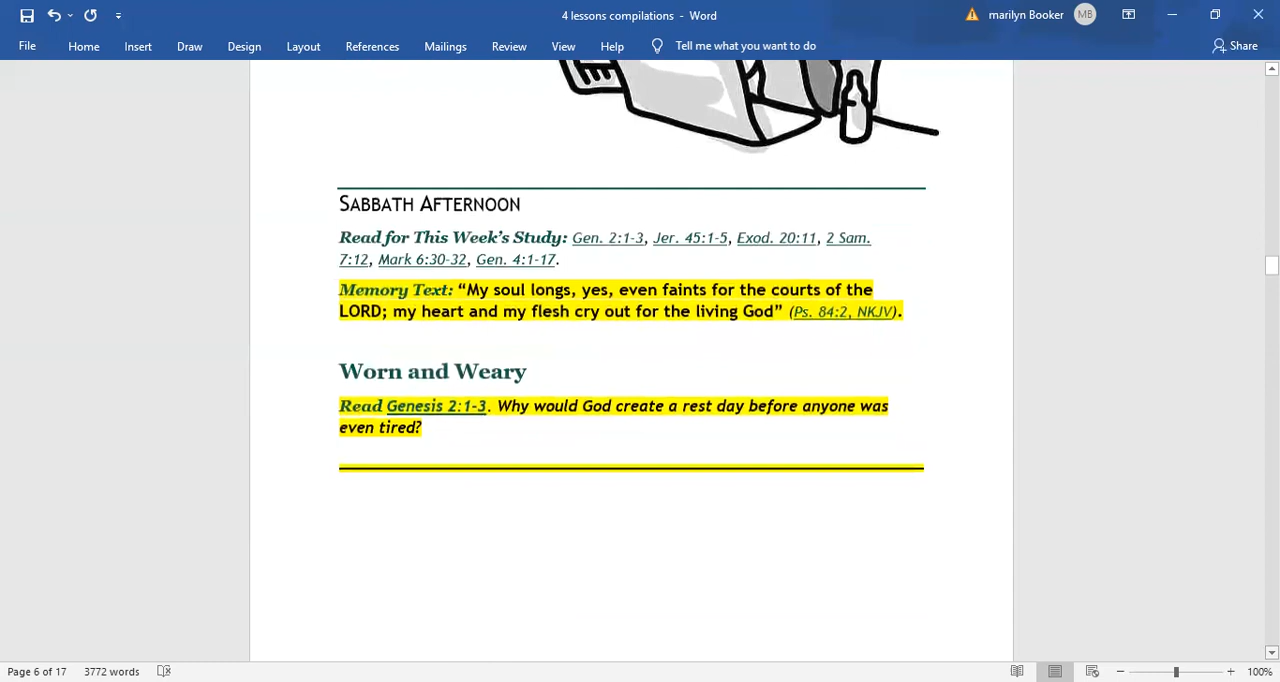 4 lessons compilations - Word
marilyn Booker MB
File Home Insert Draw Design Layout References Mailings Review View Help Tell me what you want to do Share
SABBATH AFTERNOON
Read for This Week's Study: Gen. 2:1-3, Jer. 45:1-5, Exod. 20:11, 2 Sam.
7:12, Mark 6:30-32, Gen. 4:1-17.
Memory Text: “My soul longs, yes, even faints for the courts of the
LORD; my heart and my flesh cry out for the living God” (Ps. 84:2, NKJV).
Worn and Weary
Read Genesis 2:1-3. Why would God create a rest day before anyone was
even tired?
Page 6 of 17 3772 words 100%